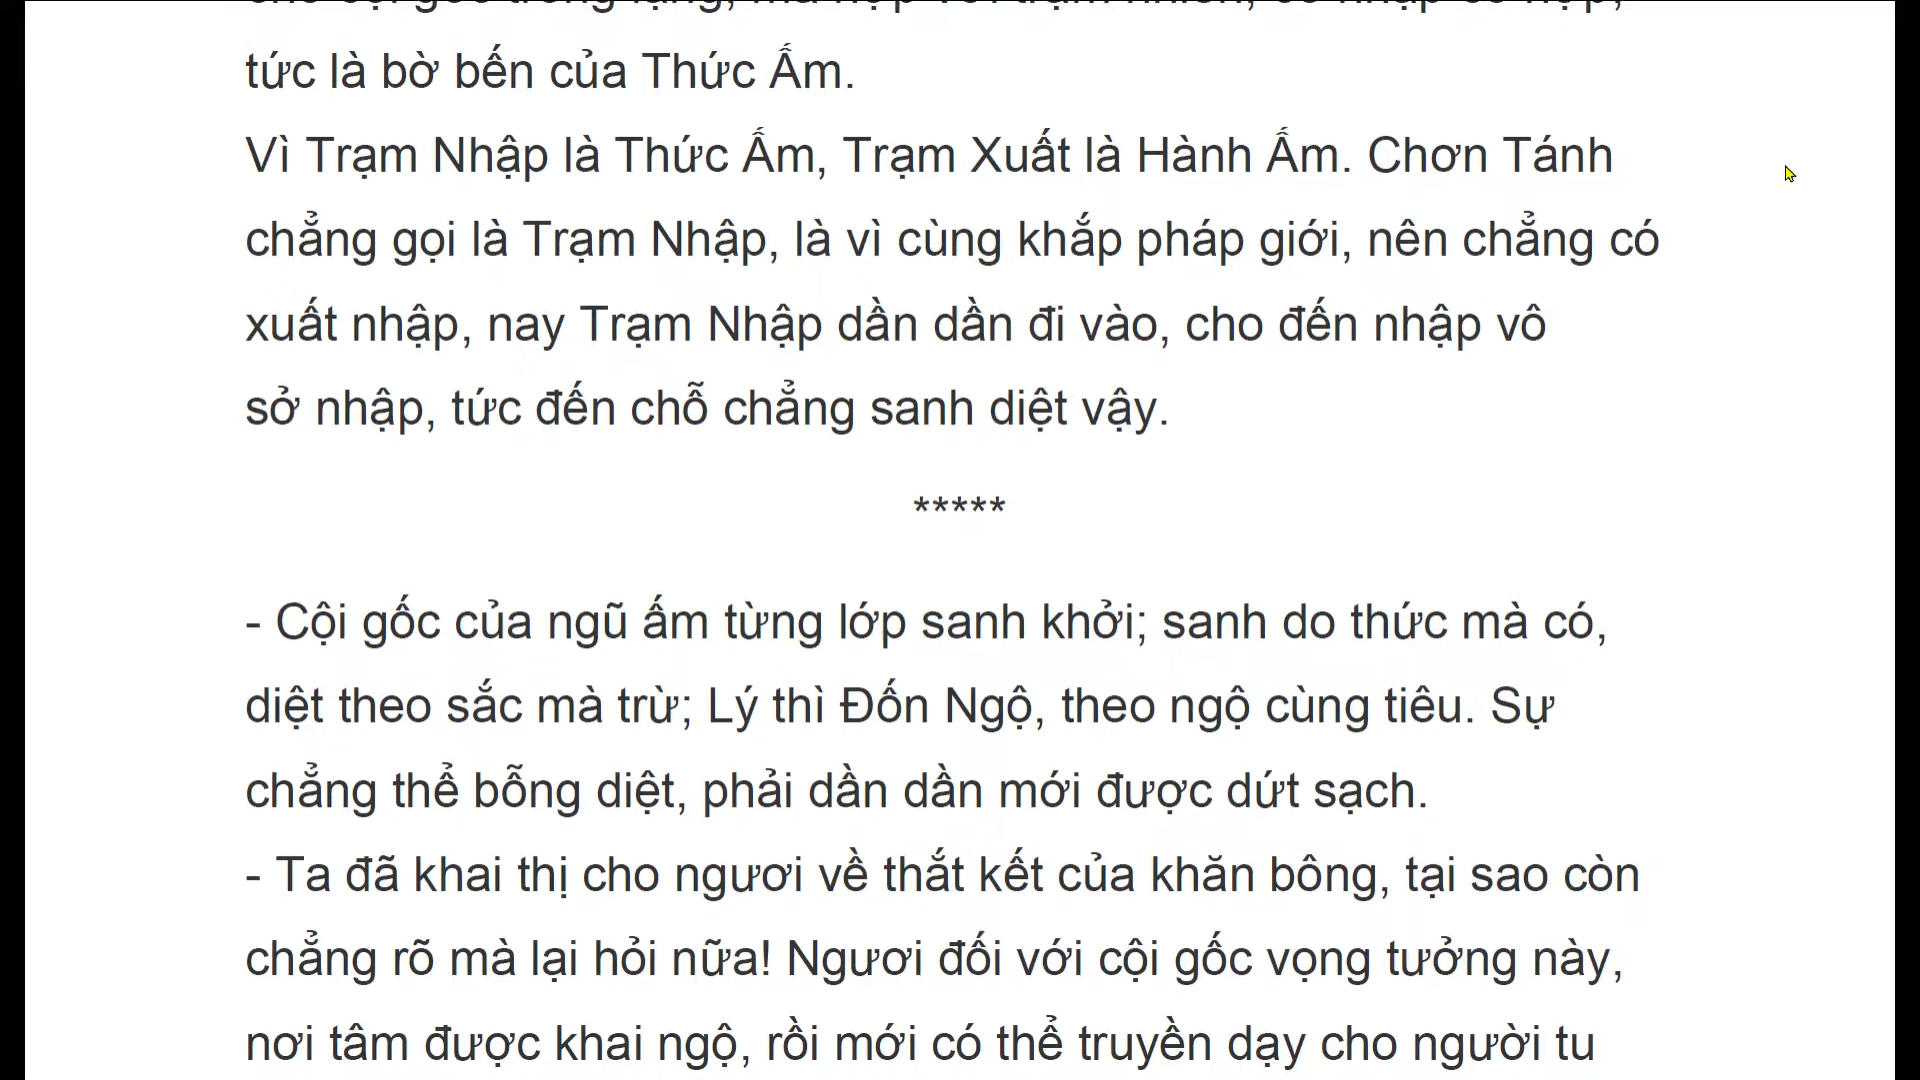 tức là bờ bến của Thức Ấm.
Vì Trạm Nhập là Thức Ấm, Trạm Xuất là Hành Ấm. Chơn Tánh
chẳng gọi là Trạm Nhập, là vì cùng khắp pháp giới, nên chẳng có
xuất nhập, nay Trạm Nhập dần dần đi vào, cho đến nhập vô
sở nhập, tức đến chỗ chẳng sanh diệt vậy.
*****
- Cội gốc của ngũ ấm từng lớp sanh khởi; sanh do thức mà có,
diệt theo sắc mà trừ; Lý thì Đốn Ngộ, theo ngộ cùng tiêu. Sự
chẳng thể bỗng diệt, phải dần dần mới được dứt sạch.
- Ta đã khai thị cho ngươi về thắt kết của khăn bông, tại sao còn
chẳng rõ mà lại hỏi nữa! Ngươi đối với cội gốc vọng tưởng này,
nơi tâm được khai ngộ, rồi mới có thể truyền dạy cho người tu